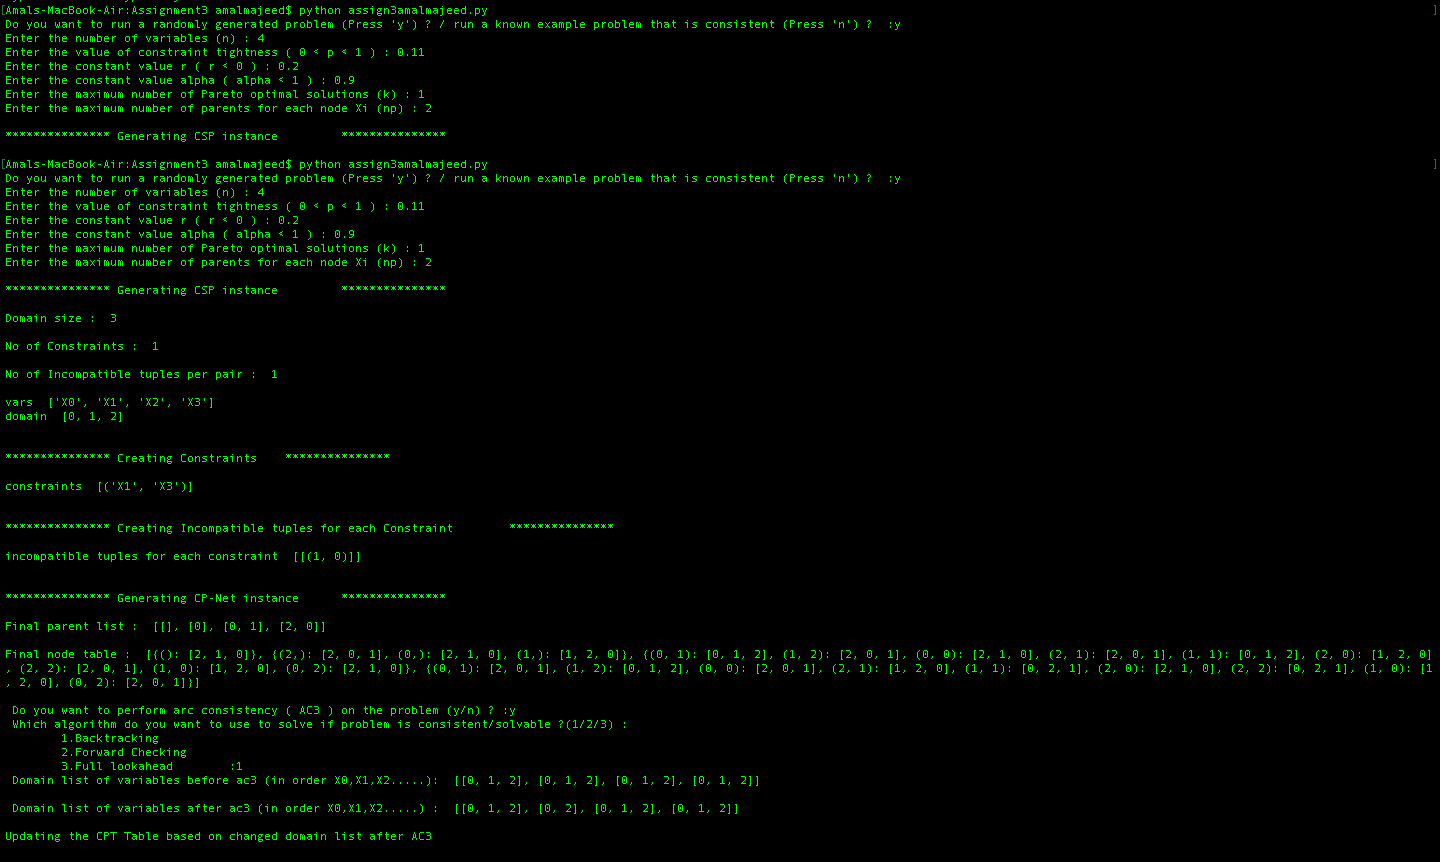 [Amals-MacBook-Air:Assignment3 amalmajeed$ python assign3amalmajeed.py ]
Do you want to run a randomly generated problem (Press 'y') ? / run a known example problem that is consistent (Press 'n') ?  :y
Enter the number of variables (n) : 4
Enter the value of constraint tightness ( 0 < p < 1 ) : 0.11
Enter the constant value r ( r < 0 ) : 0.2
Enter the constant value alpha ( alpha < 1 ) : 0.9
Enter the maximum number of Pareto optimal solutions (k) : 1
Enter the maximum number of parents for each node Xi (np) : 2
*************** Generating CSP instance         ***************
[Amals-MacBook-Air:Assignment3 amalmajeed$ python assign3amalmajeed.py ]
Do you want to run a randomly generated problem (Press 'y') ? / run a known example problem that is consistent (Press 'n') ?  :y
Enter the number of variables (n) : 4
Enter the value of constraint tightness ( 0 < p < 1 ) : 0.11
Enter the constant value r ( r < 0 ) : 0.2
Enter the constant value alpha ( alpha < 1 ) : 0.9
Enter the maximum number of Pareto optimal solutions (k) : 1
Enter the maximum number of parents for each node Xi (np) : 2
*************** Generating CSP instance         ***************
Domain size :  3
No of Constraints :  1
No of Incompatible tuples per pair :  1
vars  ['X0', 'X1', 'X2', 'X3']
domain  [0, 1, 2]
*************** Creating Constraints    ***************
constraints  [('X1', 'X3')]
*************** Creating Incompatible tuples for each Constraint        ***************
incompatible tuples for each constraint  [[(1, 0)]]
*************** Generating CP-Net instance      ***************
Final parent list :  [[], [0], [0, 1], [2, 0]]
Final node table :  [{(): [2, 1, 0]}, {(2,): [2, 0, 1], (0,): [2, 1, 0], (1,): [1, 2, 0]}, {(0, 1): [0, 1, 2], (1, 2): [2, 0, 1], (0, 0): [2, 1, 0], (2, 1): [2, 0, 1], (1, 1): [0, 1, 2], (2, 0): [1, 2, 0]
, (2, 2): [2, 0, 1], (1, 0): [1, 2, 0], (0, 2): [2, 1, 0]}, {(0, 1): [2, 0, 1], (1, 2): [0, 1, 2], (0, 0): [2, 0, 1], (2, 1): [1, 2, 0], (1, 1): [0, 2, 1], (2, 0): [2, 1, 0], (2, 2): [0, 2, 1], (1, 0): [1
, 2, 0], (0, 2): [2, 0, 1]}]
Do you want to perform arc consistency ( AC3 ) on the problem (y/n) ? :y
Which algorithm do you want to use to solve if problem is consistent/solvable ?(1/2/3) :
1.Backtracking
2.Forward Checking
3.Full lookahead        :1
Domain list of variables before ac3 (in order X0,X1,X2.....):  [[0, 1, 2], [0, 1, 2], [0, 1, 2], [0, 1, 2]]
Domain list of variables after ac3 (in order X0,X1,X2.....) :  [[0, 1, 2], [0, 2], [0, 1, 2], [0, 1, 2]]
Updating the CPT Table based on changed domain list after AC3